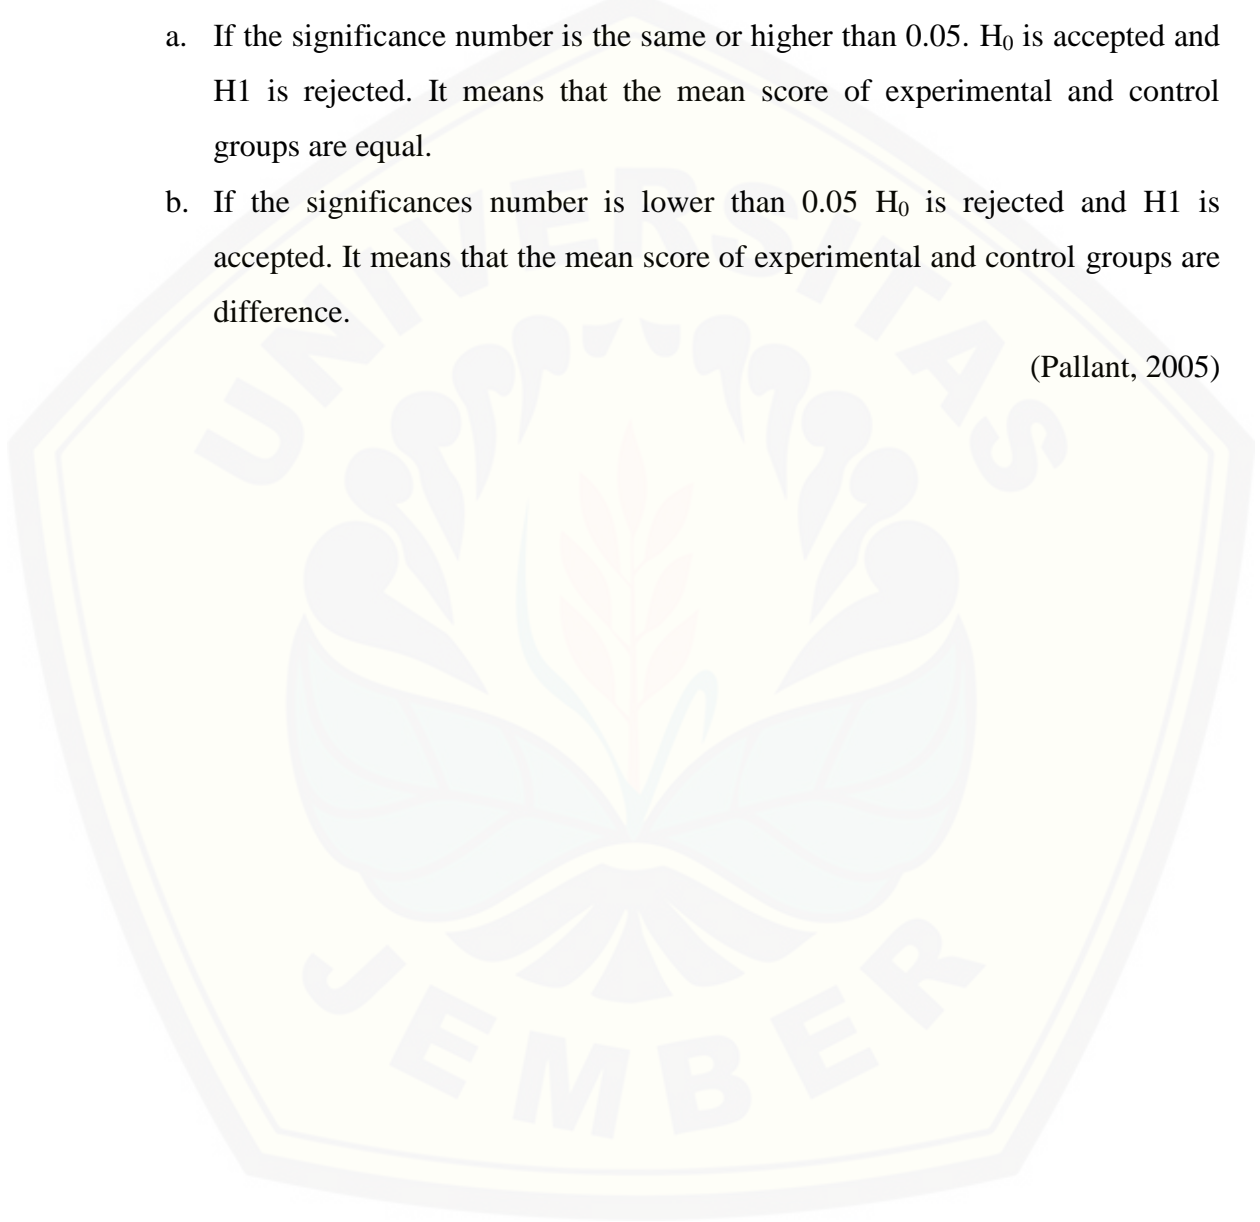 a. If the significance number is the same or higher than 0.05. H₀ is accepted and
H1 is rejected. It means that the mean score of experimental and control
groups are equal.
b. If the significances number is lower than 0.05 H₀ is rejected and H1 is
accepted. It means that the mean score of experimental and control groups are
difference.
(Pallant, 2005)
UNIVERSITAS
JEMBER